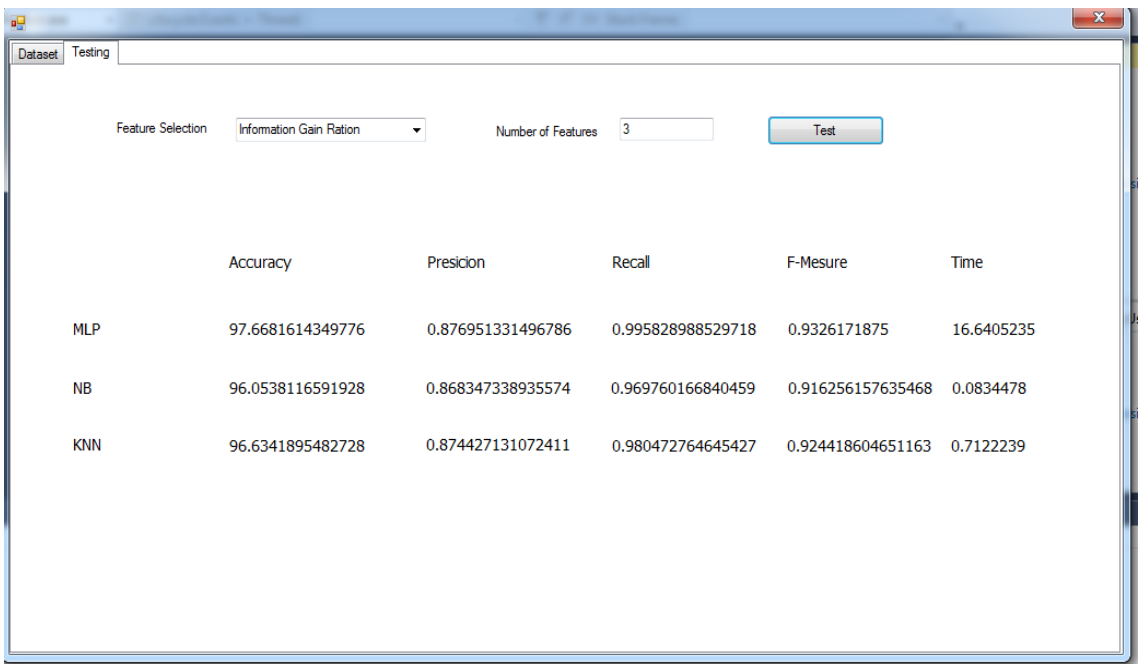 Dataset Testing
Feature Selection Information Gain Ration Number of Features 3 Test
Accuracy Presicion Recall F-Mesure Time
MLP 97.6681614349776 0.876951331496786 0.995828988529718 0.9326171875 16.6405235
NB 96.0538116591928 0.868347338935574 0.969760166840459 0.916256157635468 0.0834478
KNN 96.6341895482728 0.874427131072411 0.980472764645427 0.924418604651163 0.7122239